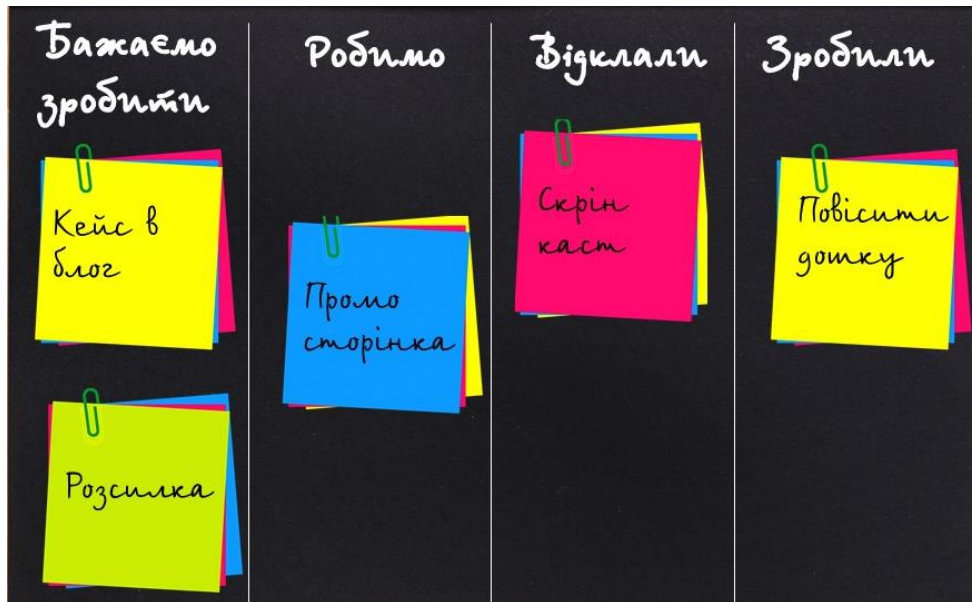 Бажаємо
зробити
Робимо
Відклали
Зробили
Кейс в
блог
Розсилка
Промо
сторінка
Скрін
каст
Повісити
дошку